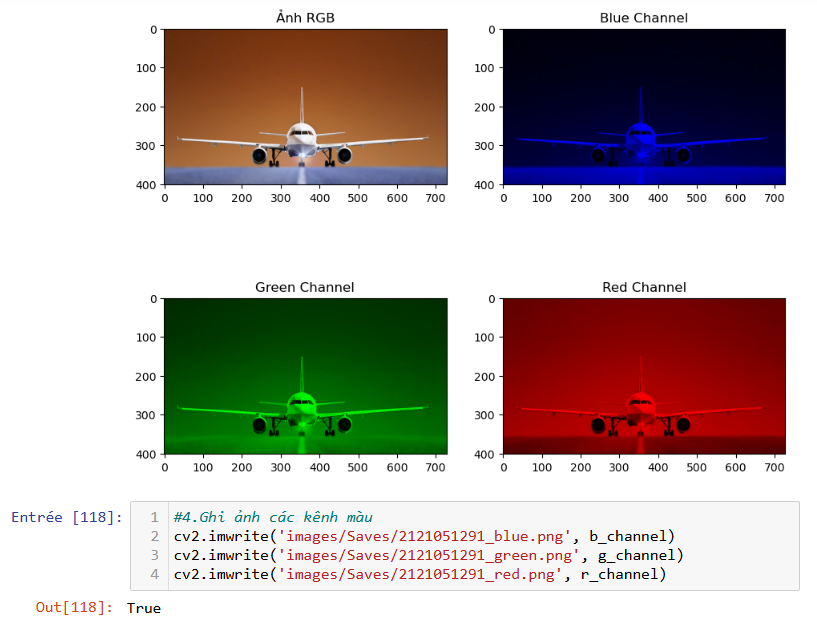 Ảnh RGB
0
100
200
300
400
0 100 200 300 400 500 600 700
Blue Channel
0
100
200
300
400
0 100 200 300 400 500 600 700
Green Channel
0
100
200
300
400
0 100 200 300 400 500 600 700
Red Channel
0
100
200
300
400
0 100 200 300 400 500 600 700
Entrée [118]:
1 #4.Ghi ảnh các kênh màu
2 cv2.imwrite('images/Saves/2121051291_blue.png', b_channel)
3 cv2.imwrite('images/Saves/2121051291_green.png', g_channel)
4 cv2.imwrite('images/Saves/2121051291_red.png', r_channel)
Out[118]: True